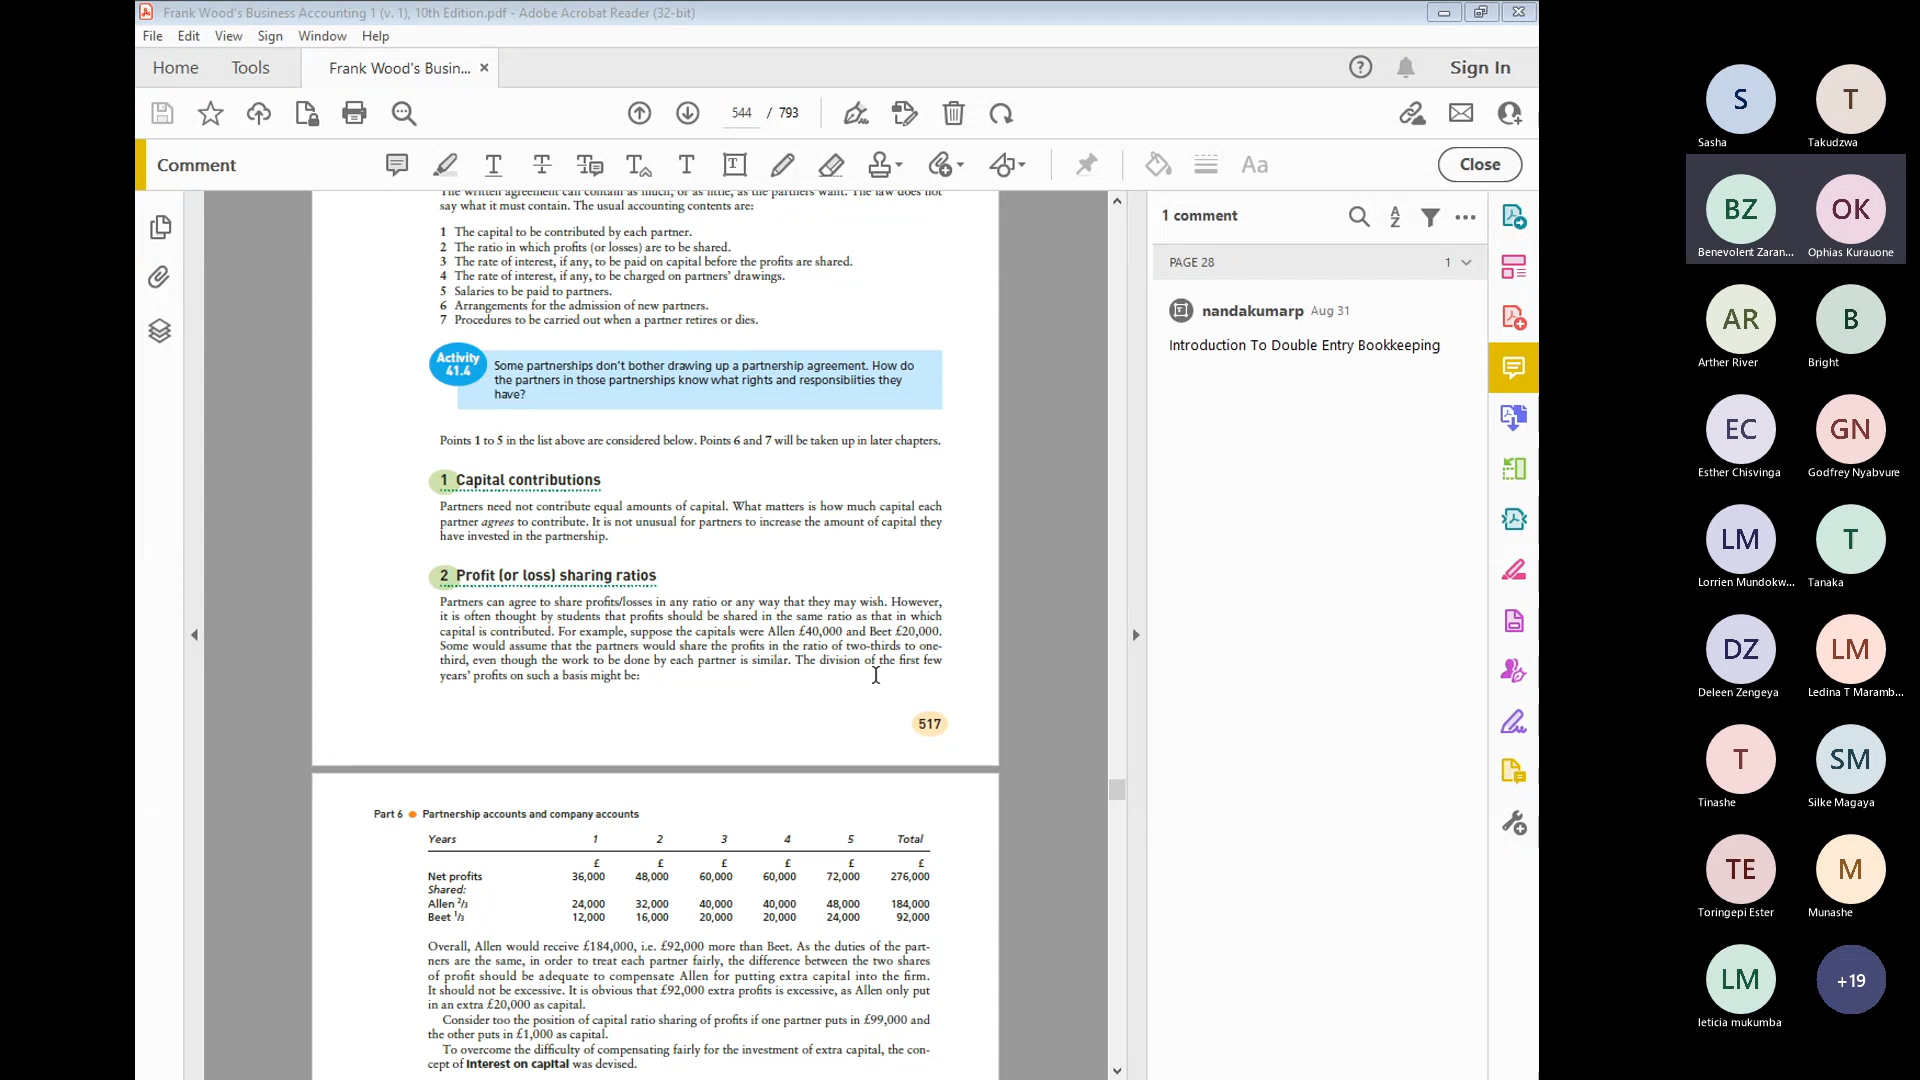 Frank Wood's Business Accounting 1 (v. 1), 10th Edition.pdf - Adobe Acrobat Reader (32-bit)
File Edit View Sign Window Help
Home Tools Frank Wood's Busin... × Sign In
544 / 793
Comment
Close
The written agreement can contain as much, or as little, as the partners want. The law does not
say what it must contain. The usual accounting contents are:
1 The capital to be contributed by each partner.
2 The ratio in which profits (or losses) are to be shared.
3 The rate of interest, if any, to be paid on capital before the profits are shared.
4 The rate of interest, if any, to be charged on partners' drawings.
5 Salaries to be paid to partners.
6 Arrangements for the admission of new partners.
7 Procedures to be carried out when a partner retires or dies.
Activity
41.4
Some partnerships don't bother drawing up a partnership agreement. How do
the partners in those partnerships know what rights and responsibiities they
have?
Points 1 to 5 in the list above are considered below. Points 6 and 7 will be taken up in later chapters.
1 Capital contributions
Partners need not contribute equal amounts of capital. What matters is how much capital each
partner agrees to contribute. It is not unusual for partners to increase the amount of capital they
have invested in the partnership.
2 Profit (or loss) sharing ratios
Partners can agree to share profits/losses in any ratio or any way that they may wish. However,
it is often thought by students that profits should be shared in the same ratio as that in which
capital is contributed. For example, suppose the capitals were Allen £40,000 and Beet £20,000.
Some would assume that the partners would share the profits in the ratio of two-thirds to one-
third, even though the work to be done by each partner is similar. The division of the first few
years' profits on such a basis might be:
517
Part 6 ● Partnership accounts and company accounts
Years 1 2 3 4 5 Total
£ £ £ £ £ £
Net profits 36,000 48,000 60,000 60,000 72,000 276,000
Shared:
Allen 2/3 24,000 32,000 40,000 40,000 48,000 184,000
Beet 1/3 12,000 16,000 20,000 20,000 24,000 92,000
Overall, Allen would receive £184,000, i.e. £92,000 more than Beet. As the duties of the part-
ners are the same, in order to treat each partner fairly, the difference between the two shares
of profit should be adequate to compensate Allen for putting extra capital into the firm.
It should not be excessive. It is obvious that £92,000 extra profits is excessive, as Allen only put
in an extra £20,000 as capital.
Consider too the position of capital ratio sharing of profits if one partner puts in £99,000 and
the other puts in £1,000 as capital.
To overcome the difficulty of compensating fairly for the investment of extra capital, the con-
cept of interest on capital was devised.
1 comment
PAGE 28 1
nandakumarp Aug 31
Introduction To Double Entry Bookkeeping
S T
Sasha Takudzwa
BZ OK
Benevolent Zaran... Ophias Kurauone
AR B
Arther River Bright
EC GN
Esther Chisvinga Godfrey Nyabvure
LM T
Lorrien Mundokw... Tanaka
DZ LM
Deleen Zengeya Ledina T Maramb...
T SM
Tinashe Silke Magaya
TE M
Toringepi Ester Munashe
LM +19
leticia mukumba